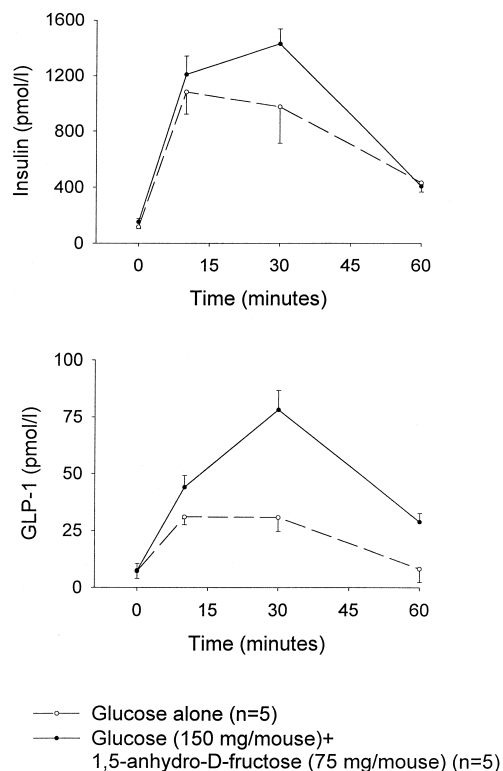 1600
1200
800
400
0
Insulin (pmol/l)
0 15 30 45 60
Time (minutes)
100
75
50
25
0
GLP-1 (pmol/l)
0 15 30 45 60
Time (minutes)
Glucose alone (n=5)
Glucose (150 mg/mouse)+
1,5-anhydro-D-fructose (75 mg/mouse) (n=5)